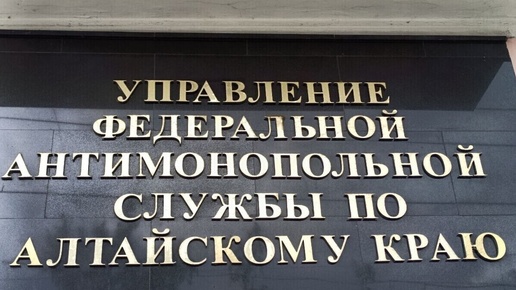 УПРАВЛЕНИЕ
ФЕДЕРАЛЬНОЙ
АНТИМОНОПОЛЬНОЙ
СЛУЖБЫ ПО
АЛТАЙСКОМУ КРАЮ